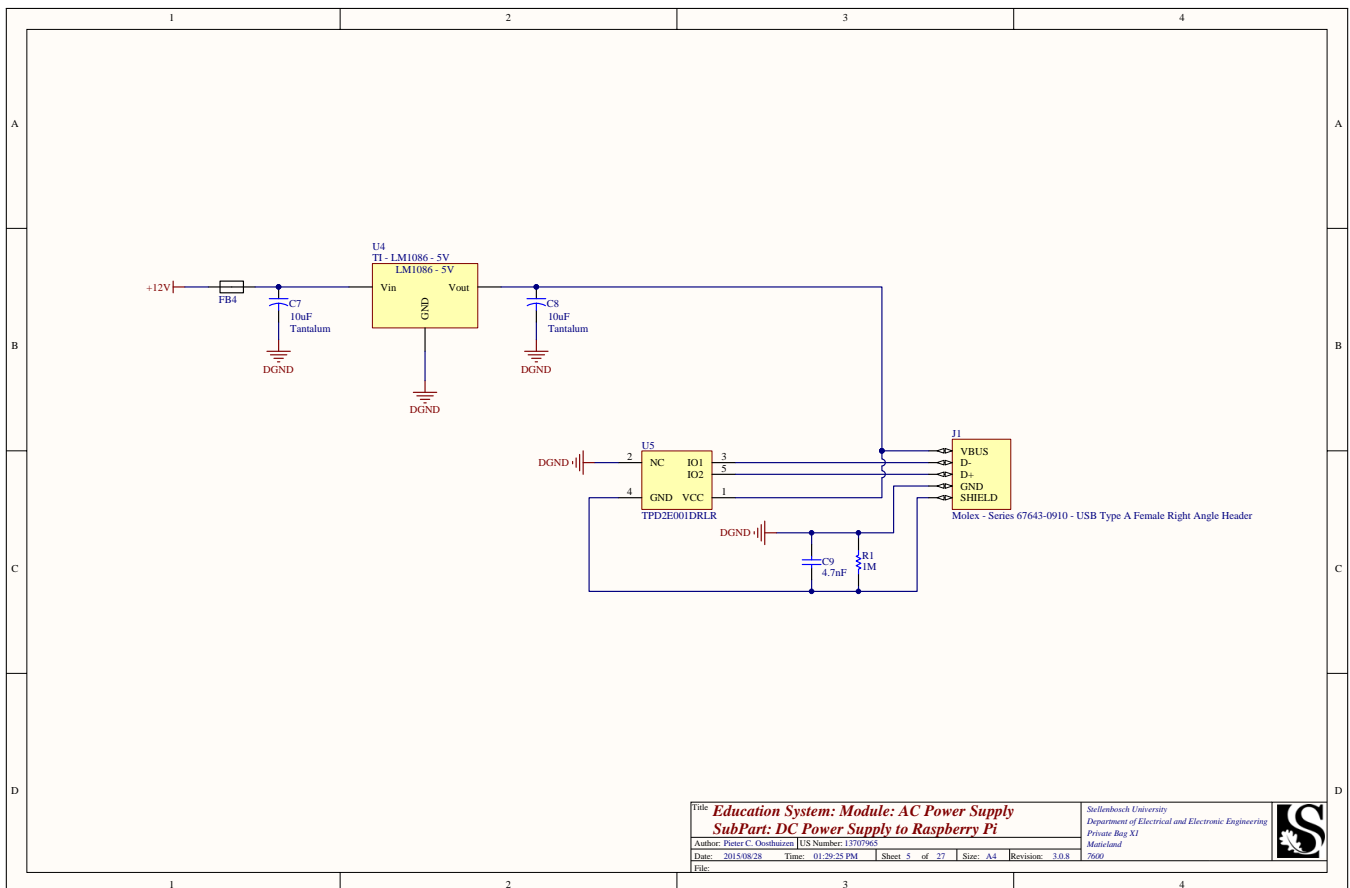 1 2 3 4
A A
U4
TI - LM1086 - 5V
LM1086 - 5V
+12V Vin Vout
FB4 C7 GND C8
10uF 10uF
Tantalum Tantalum
B B
DGND DGND
DGND
J1
U5 VBUS
DGND 2 NC IO1 3 D-
IO2 5 D+
GND
4 GND VCC 1 SHIELD
TPD2E001DRLR Molex - Series 67643-0910 - USB Type A Female Right Angle Header
DGND
C9 R1
4.7nF 1M
C C
D D
Title Education System: Module: AC Power Supply
SubPart: DC Power Supply to Raspberry Pi
Author: Pieter C. Oosthuizen US Number: 13707965
Date: 2015/08/28 Time: 01:29:25 PM Sheet 5 of 27 Size: A4 Revision: 3.0.8
File:
Stellenbosch University
Department of Electrical and Electronic Engineering
Private Bag X1
Matieland
7600
S
1 2 3 4